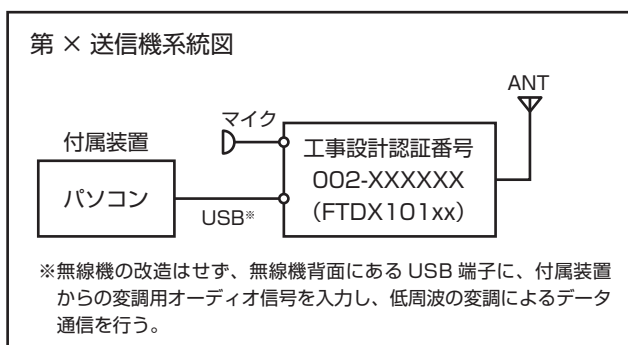 第 × 送信機系統図
ANT
マイク
付属装置
工事設計認証番号
パソコン
002-XXXXXX
USB※
(FTDX101xx)
※無線機の改造はせず、無線機背面にある USB 端子に、付属装置
からの変調用オーディオ信号を入力し、低周波の変調によるデータ
通信を行う。